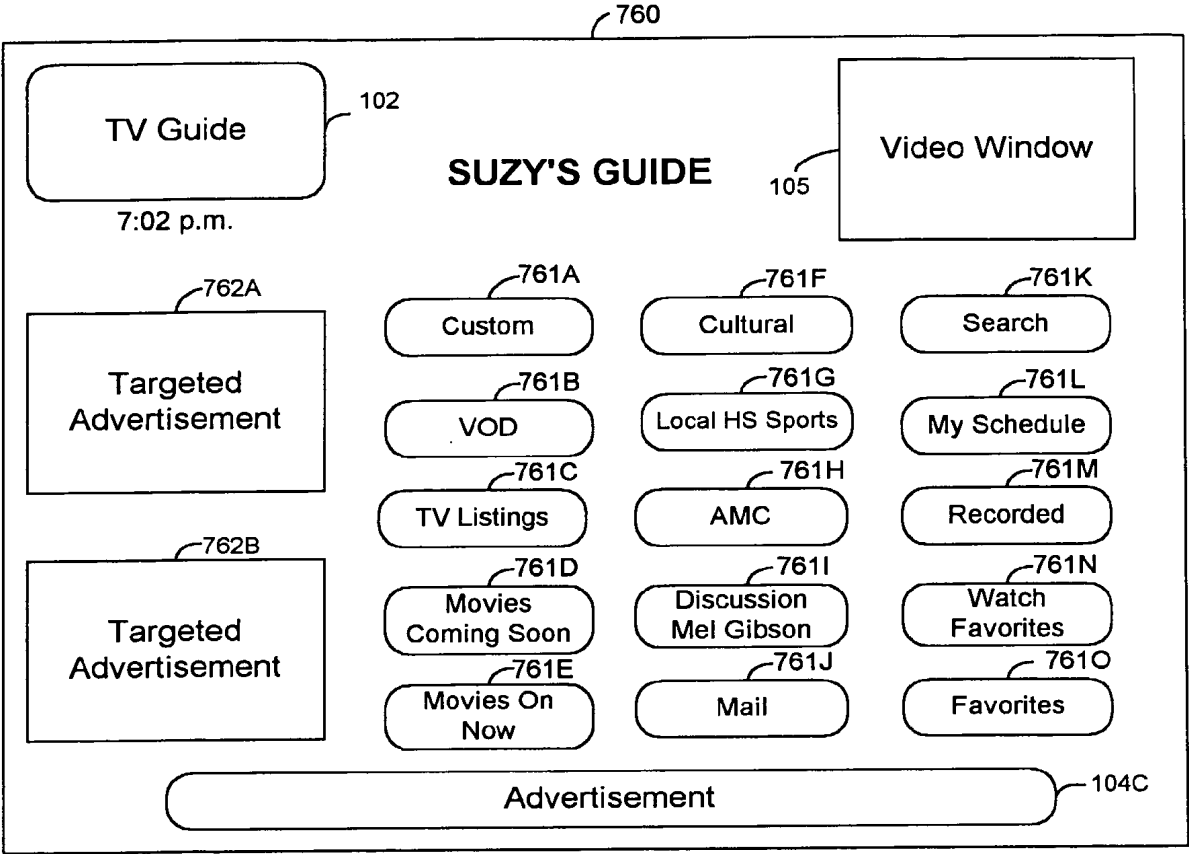 760
TV Guide
102
SUZY'S GUIDE
Video Window
105
7:02 p.m.
762A
Targeted
Advertisement
762B
Targeted
Advertisement
761A
Custom
761B
VOD
761C
TV Listings
761D
Movies
Coming Soon
761E
Movies On
Now
761F
Cultural
761G
Local HS Sports
761H
AMC
761I
Discussion
Mel Gibson
761J
Mail
761K
Search
761L
My Schedule
761M
Recorded
761N
Watch
Favorites
761O
Favorites
Advertisement
104C